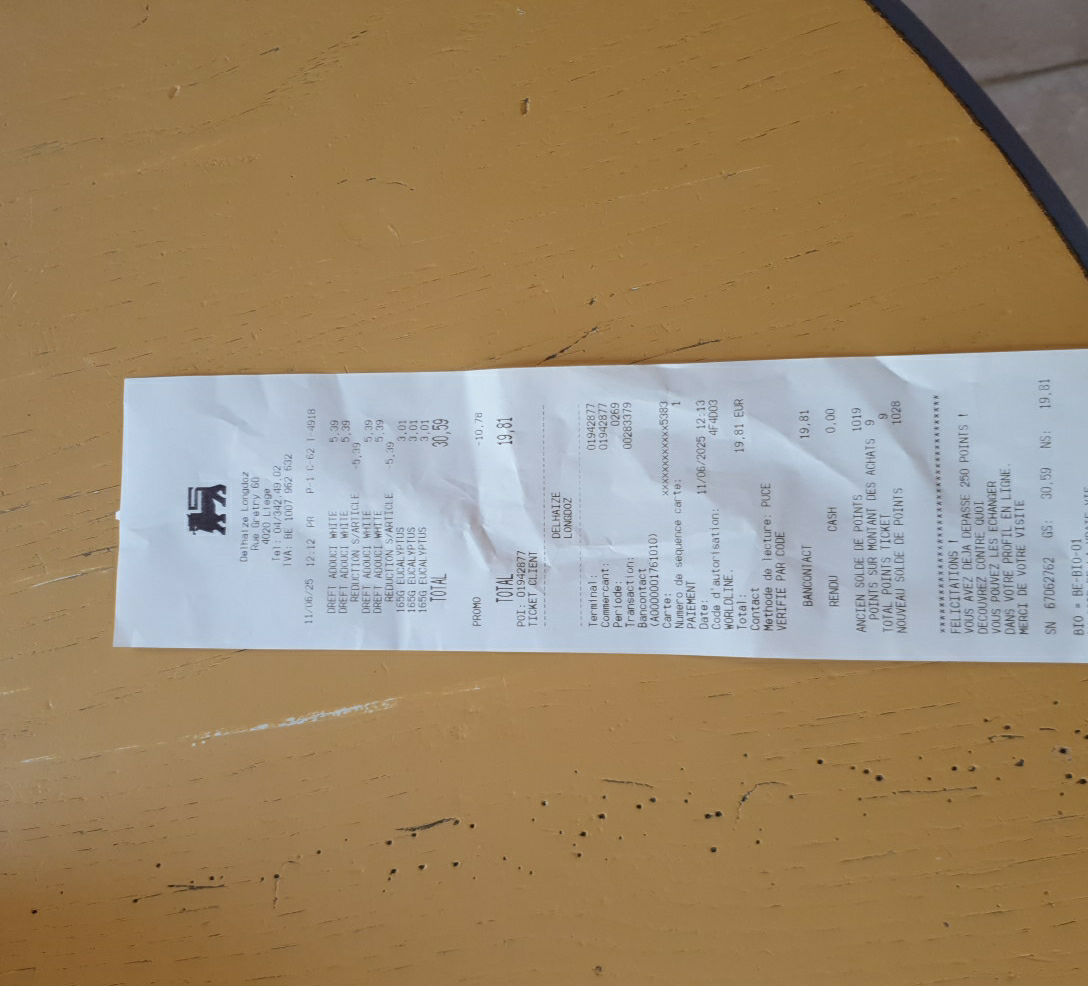 Delhaize Longdoz
Rue Gretry 60
4020 Liege
Tel: 04/342.49.02
TVA: BE 1007 962 632
11/06/25 12:12 PR P-1 C-62 T-4918
DREFT ADOUCI WHITE 5,39
DREFT ADOUCI WHITE 5,39
REDUCTION S/ARTICLE -5,39
DREFT ADOUCI WHITE 5,39
DREFT ADOUCI WHITE 5,39
REDUCTION S/ARTICLE -5,39
165G EUCALYPTUS 3,01
165G EUCALYPTUS 3,01
165G EUCALYPTUS 3,01
TOTAL 30,59
PROMO -10,78
TOTAL 19,81
POI: 01942877
TICKET CLIENT
DELHAIZE
LONGDOZ
Terminal: 01942877
Commercant: 01942877
Periode: 0269
Transaction: 00283379
Bancontact
(A0000001761010)
Carte: xxxxxxxxxxxxx5383
Numero de sequence carte: 1
PAIEMENT
Date: 11/06/2025 12:13
Code d'autorisation: 4F4D03
WORLDLINE.
Total: 19,81 EUR
Contact
Methode de lecture: PUCE
VERIFIE PAR CODE
BANCONTACT 19,81
RENDU CASH 0,00
ANCIEN SOLDE DE POINTS 1019
POINTS SUR MONTANT DES ACHATS 9
TOTAL POINTS TICKET 9
NOUVEAU SOLDE DE POINTS 1028
FELICITATIONS
VOUS AVEZ DEJA DEPASSE 250 POINTS !
DECOUVREZ CONTRE QUOI
VOUS POUVEZ LES ECHANGER
DANS VOTRE PROFIL EN LIGNE.
MERCI DE VOTRE VISITE
SN 67062762 GS: 30,59 NS: 19,81
BIO = BE-BIO-01